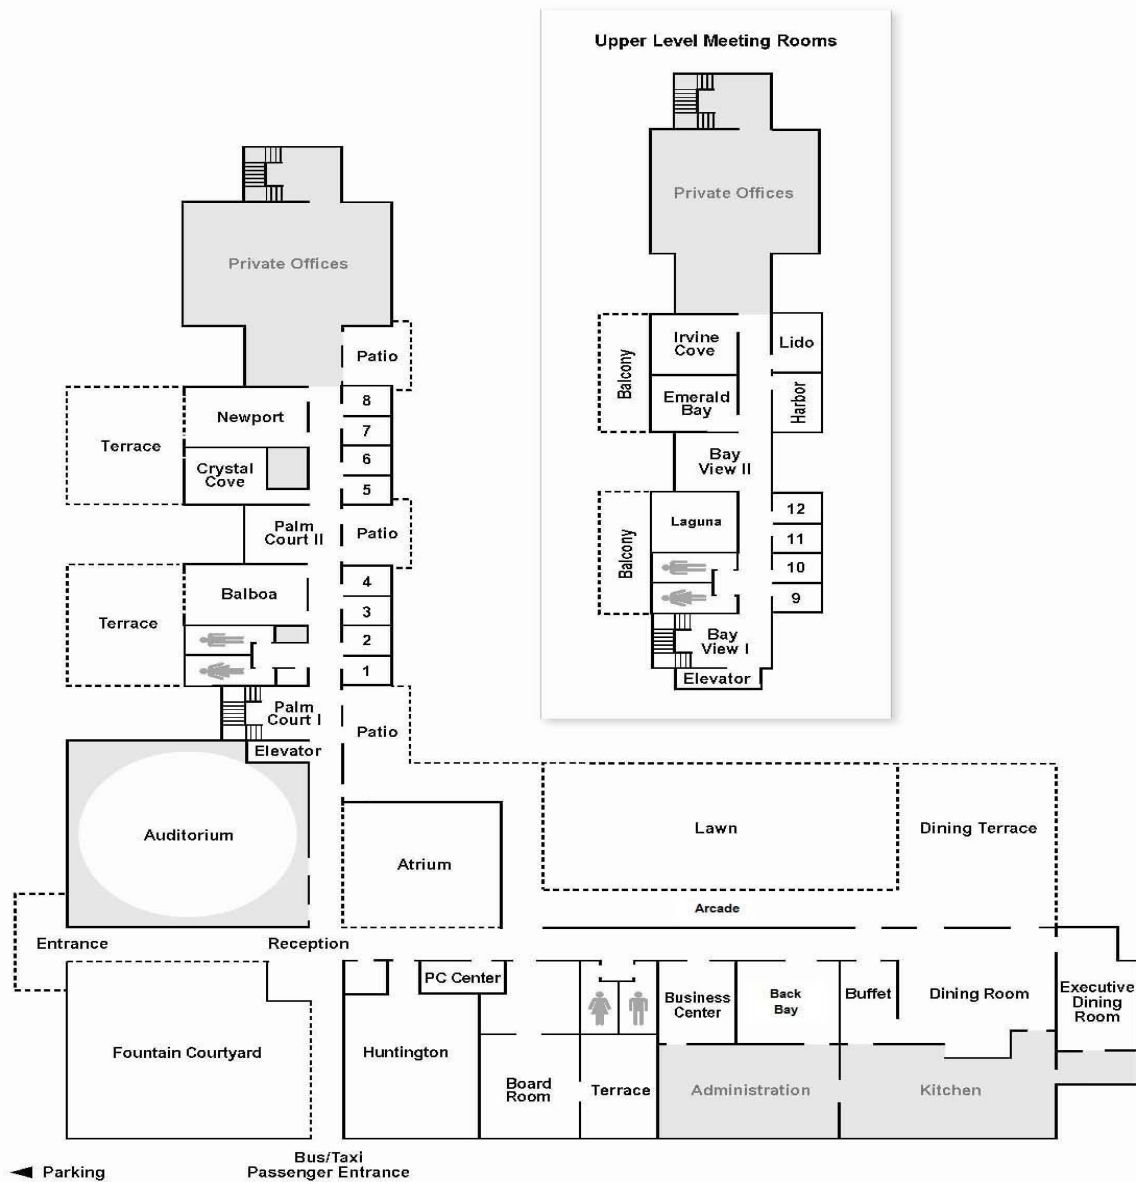 Upper Level Meeting Rooms
Private Offices
Irvine
Cove
Lido
Balcony
Emerald
Bay
Harbor
Bay
View II
Laguna
12
11
10
9
Balcony
Bay
View I
Elevator
Private Offices
Patio
Newport
8
7
6
5
Terrace
Crystal
Cove
Palm
Court II
Patio
Balboa
4
3
2
1
Terrace
Palm
Court I
Patio
Elevator
Auditorium
Atrium
Lawn
Dining Terrace
Arcade
Entrance
Reception
PC Center
Business
Center
Back
Bay
Buffet
Dining Room
Executive
Dining
Room
Fountain Courtyard
Huntington
Board
Room
Terrace
Administration
Kitchen
Bus/Taxi
Passenger Entrance
Parking